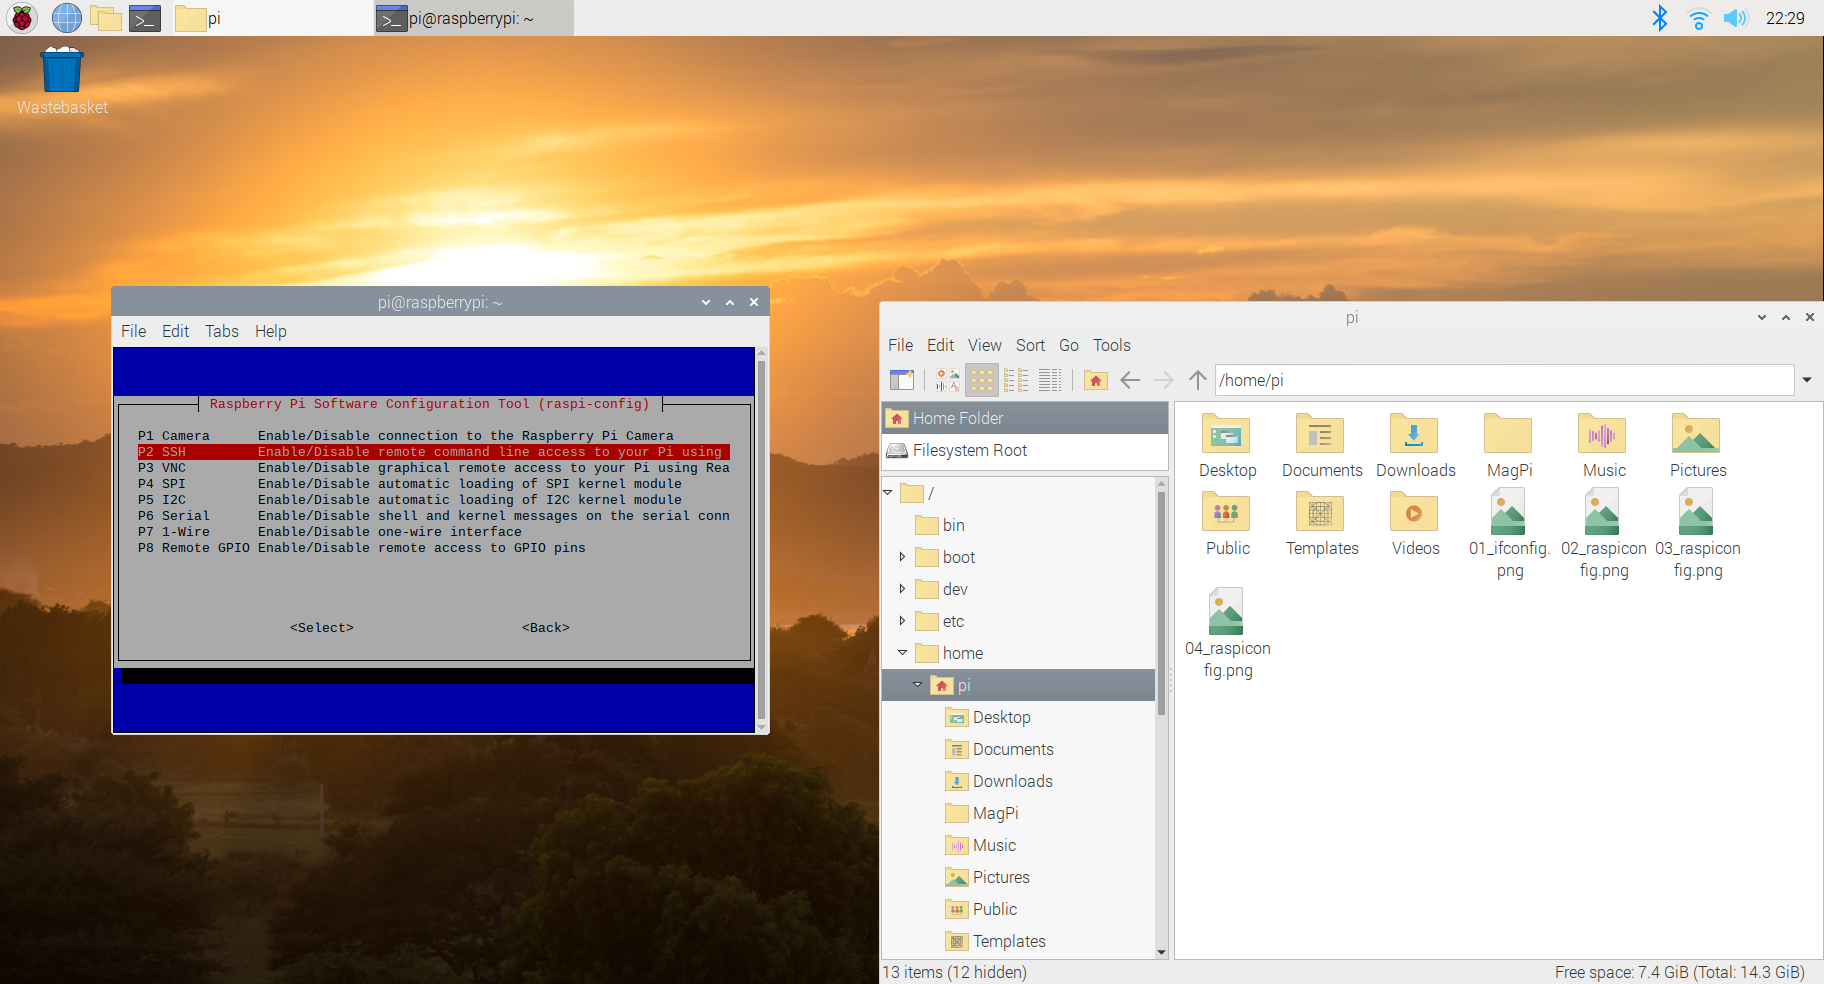 pi
pi@raspberrypi: ~
22:29
Wastebasket
pi@raspberrypi: ~
File Edit Tabs Help
Raspberry Pi Software Configuration Tool (raspi-config)
P1 Camera Enable/Disable connection to the Raspberry Pi Camera
P2 SSH Enable/Disable remote command line access to your Pi using
P3 VNC Enable/Disable graphical remote access to your Pi using Rea
P4 SPI Enable/Disable automatic loading of SPI kernel module
P5 I2C Enable/Disable automatic loading of I2C kernel module
P6 Serial Enable/Disable shell and kernel messages on the serial conn
P7 1-Wire Enable/Disable one-wire interface
P8 Remote GPIO Enable/Disable remote access to GPIO pins
<Select> <Back>
pi
File Edit View Sort Go Tools
/home/pi
Home Folder
Filesystem Root
/
bin
boot
dev
etc
home
pi
Desktop
Documents
Downloads
MagPi
Music
Pictures
Public
Templates
Desktop Documents Downloads MagPi Music Pictures
Public Templates Videos 01_ifconfig. 02_raspicon 03_raspicon
png fig.png fig.png
04_raspicon
fig.png
13 items (12 hidden)
Free space: 7.4 GiB (Total: 14.3 GiB)